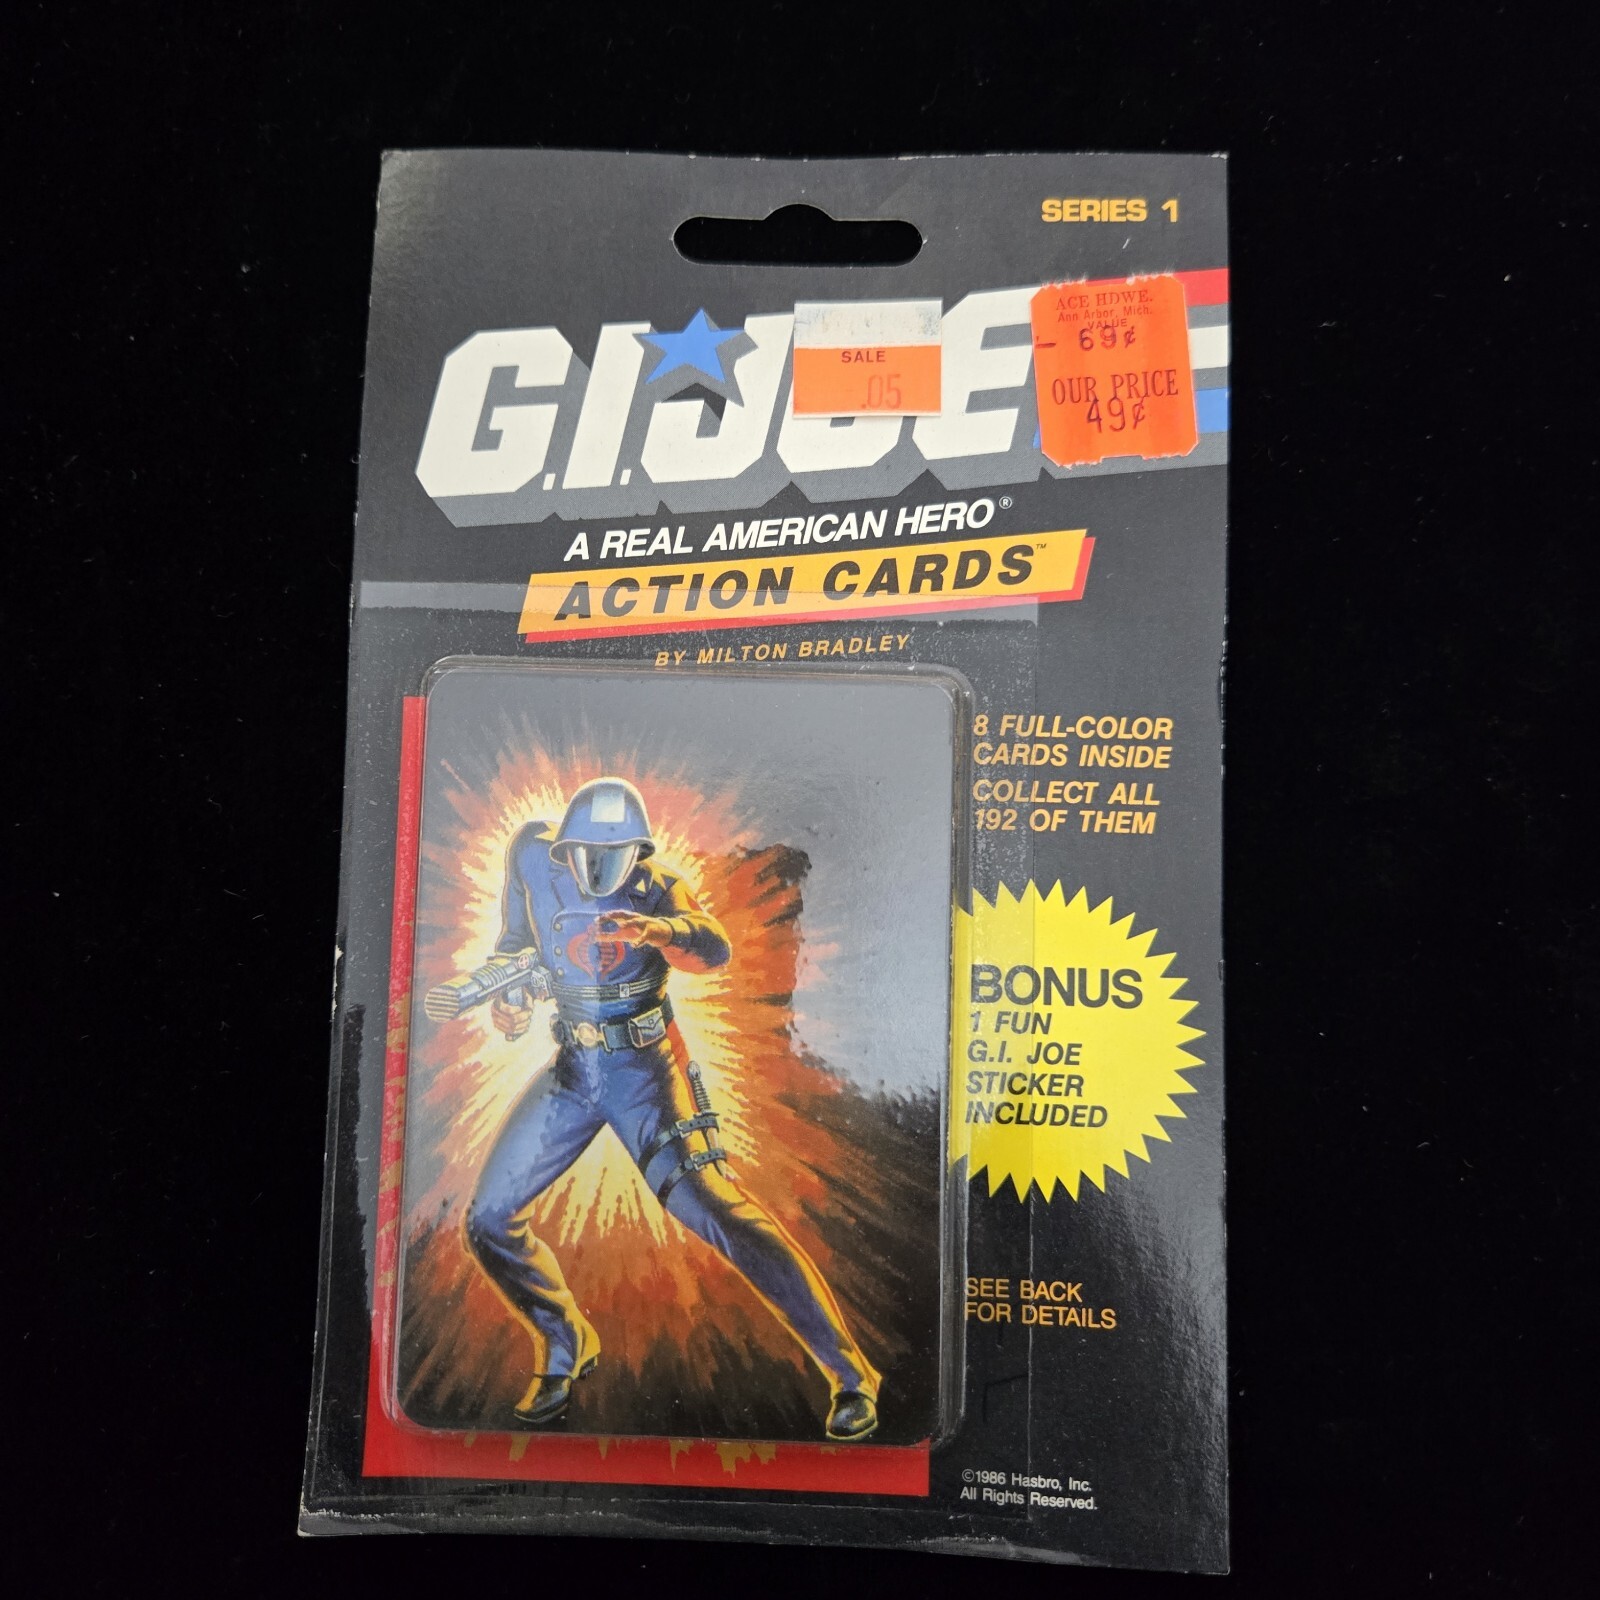 SERIES 1
G.I. JOE
ACE HDWE.
Ann Arbor, Mich.
VALUE
- 69¢
OUR PRICE
49¢
SALE
.05
A REAL AMERICAN HERO®
ACTION CARDS™
BY MILTON BRADLEY
8 FULL-COLOR
CARDS INSIDE
COLLECT ALL
192 OF THEM
BONUS
1 FUN
G.I. JOE
STICKER
INCLUDED
SEE BACK
FOR DETAILS
©1986 Hasbro, Inc.
All Rights Reserved.